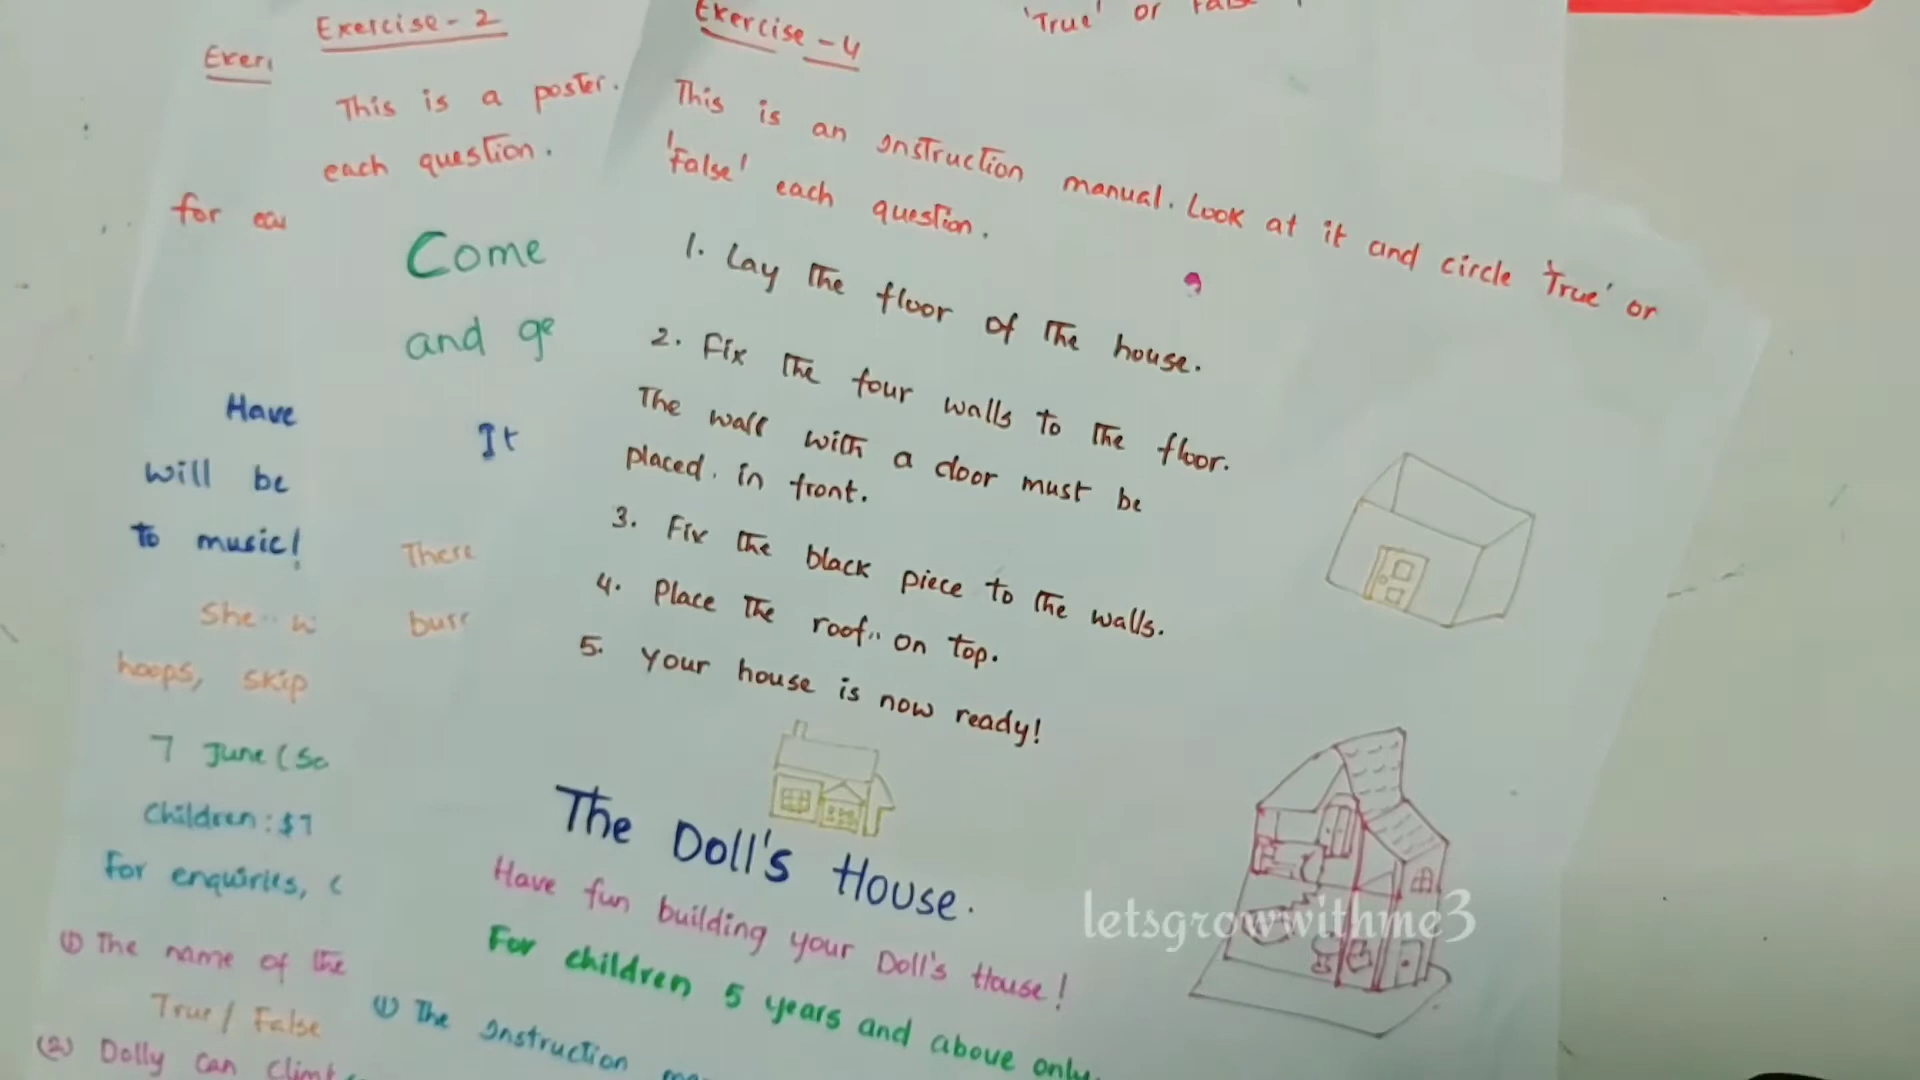 Exercise - 2
Exer
This is a poster.
each question.
for
Come
and ge
Have
It
will be
to music!
There
She
hoops, skip
7 June (Sa
Children: $7
For enquiries, c
① The name of the
True / False
(2) Dolly can climb
Exercise - 4
'True' or False
This is an Instruction manual. Look at it and circle 'True' or
'False' each question.
1. Lay the floor of the house.
2. Fix the four walls to the floor.
The wall with a door must be
placed. in front.
3. Fix the black piece to the walls.
4. Place the roof.. on top.
5. your house is now ready!
The Doll's House.
Have fun building your Doll's House!
For children 5 years and above only.
① The Instruction
letsgrowwithme3